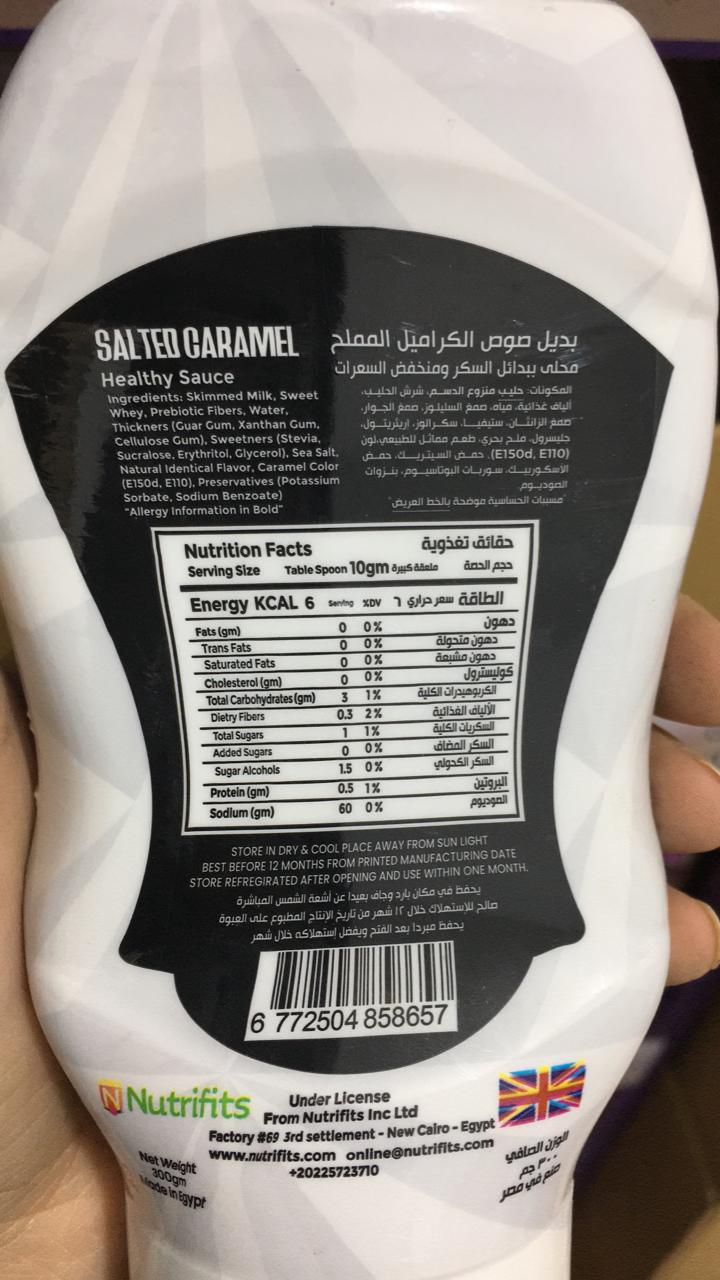 SALTED CARAMEL
Healthy Sauce
Ingredients: Skimmed Milk, Sweet
Whey, Prebiotic Fibers, Water,
Thickners (Guar Gum, Xanthan Gum,
Cellulose Gum), Sweetners (Stevia,
Sucralose, Erythritol, Glycerol), Sea Salt,
Natural Identical Flavor, Caramel Color
(E150d, E110), Preservatives (Potassium
Sorbate, Sodium Benzoate)
"Allergy Information in Bold"
بديل صوص الكراميل المملح
محلى ببدائل السكر ومنخفض السعرات
المكونات: حليب منزوع الدسم، شرش الحليب،
ألياف غذائية، مياه، صمغ السليلوز، صمغ الجوار،
صمغ الزانثان، ستيفيا، سكرالوز، إريثريتول،
جليسرول، ملح بحري، طعم مماثل للطبيعي، لون
(E150d, E110)، حمض السيتريك، حمض
الأسكوربيك، سوربات البوتاسيوم، بنزوات
الصوديوم
"مسببات الحساسية موضحة بالخط العريض"
Nutrition Facts حقائق تغذوية
Serving Size Table Spoon 10gm ملعقة كبيرة حجم الحصة
Energy KCAL 6 Serving %DV الطاقة سعر حراري ٦
Fats (gm) 0 0% دهون
Trans Fats 0 0% دهون متحولة
Saturated Fats 0 0% دهون مشبعة
Cholesterol (gm) 0 0% كوليسترول
Total Carbohydrates (gm) 3 1% الكربوهيدرات الكلية
Dietry Fibers 0.3 2% الألياف الغذائية
Total Sugars 1 1% السكريات الكلية
Added Sugars 0 0% السكر المضاف
Sugar Alcohols 1.5 0% السكر الكحولي
Protein (gm) 0.5 1% البروتين
Sodium (gm) 60 0% الصوديوم
STORE IN DRY & COOL PLACE AWAY FROM SUN LIGHT
BEST BEFORE 12 MONTHS FROM PRINTED MANUFACTURING DATE
STORE REFREGIRATED AFTER OPENING AND USE WITHIN ONE MONTH.
يحفظ في مكان بارد وجاف بعيدا عن أشعة الشمس المباشرة
صالح للإستهلاك خلال ١٢ شهر من تاريخ الإنتاج المطبوع على العبوة
يحفظ مبردا بعد الفتح ويفضل إستهلاكه خلال شهر
6 772504 858657
N Nutrifits
Under License
From Nutrifits Inc Ltd
Factory #69 3rd settlement - New Cairo - Egypt
www.nutrifits.com online@nutrifits.com
+20225723710
Net Weight
300gm
Made in Egypt
الوزن الصافي
٣٠٠ جم
صنع في مصر